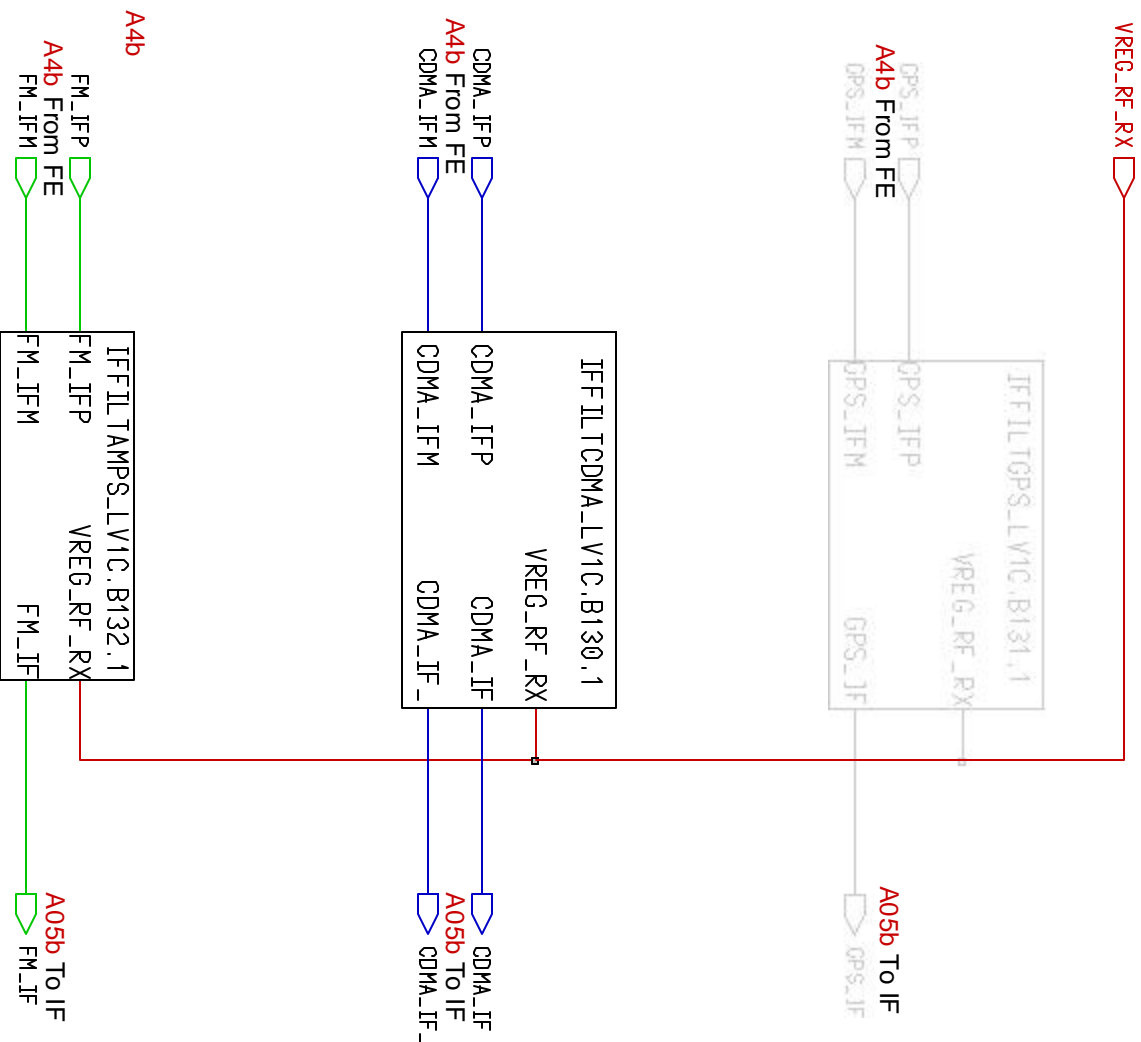 VREG_RF_RX
IFFILTGPS_LV1C.B131.1
VREG_RF_RX
GPS_IFP GPS_IFP
A4b From FE
A05b To IF
GPS_IFM GPS_IFM GPS_IF GPS_IF
IFFILTCDMA_LV1C.B130.1
VREG_RF_RX
CDMA_IFP CDMA_IFP CDMA_IF CDMA_IF
A4b From FE
A05b To IF
CDMA_IFM CDMA_IFM CDMA_IF_ CDMA_IF_
A4b
IFFILTAMPS_LV1C.B132.1
FM_IFP FM_IFP VREG_RF_RX
A4b From FE
A05b To IF
FM_IFM FM_IFM FM_IF FM_IF